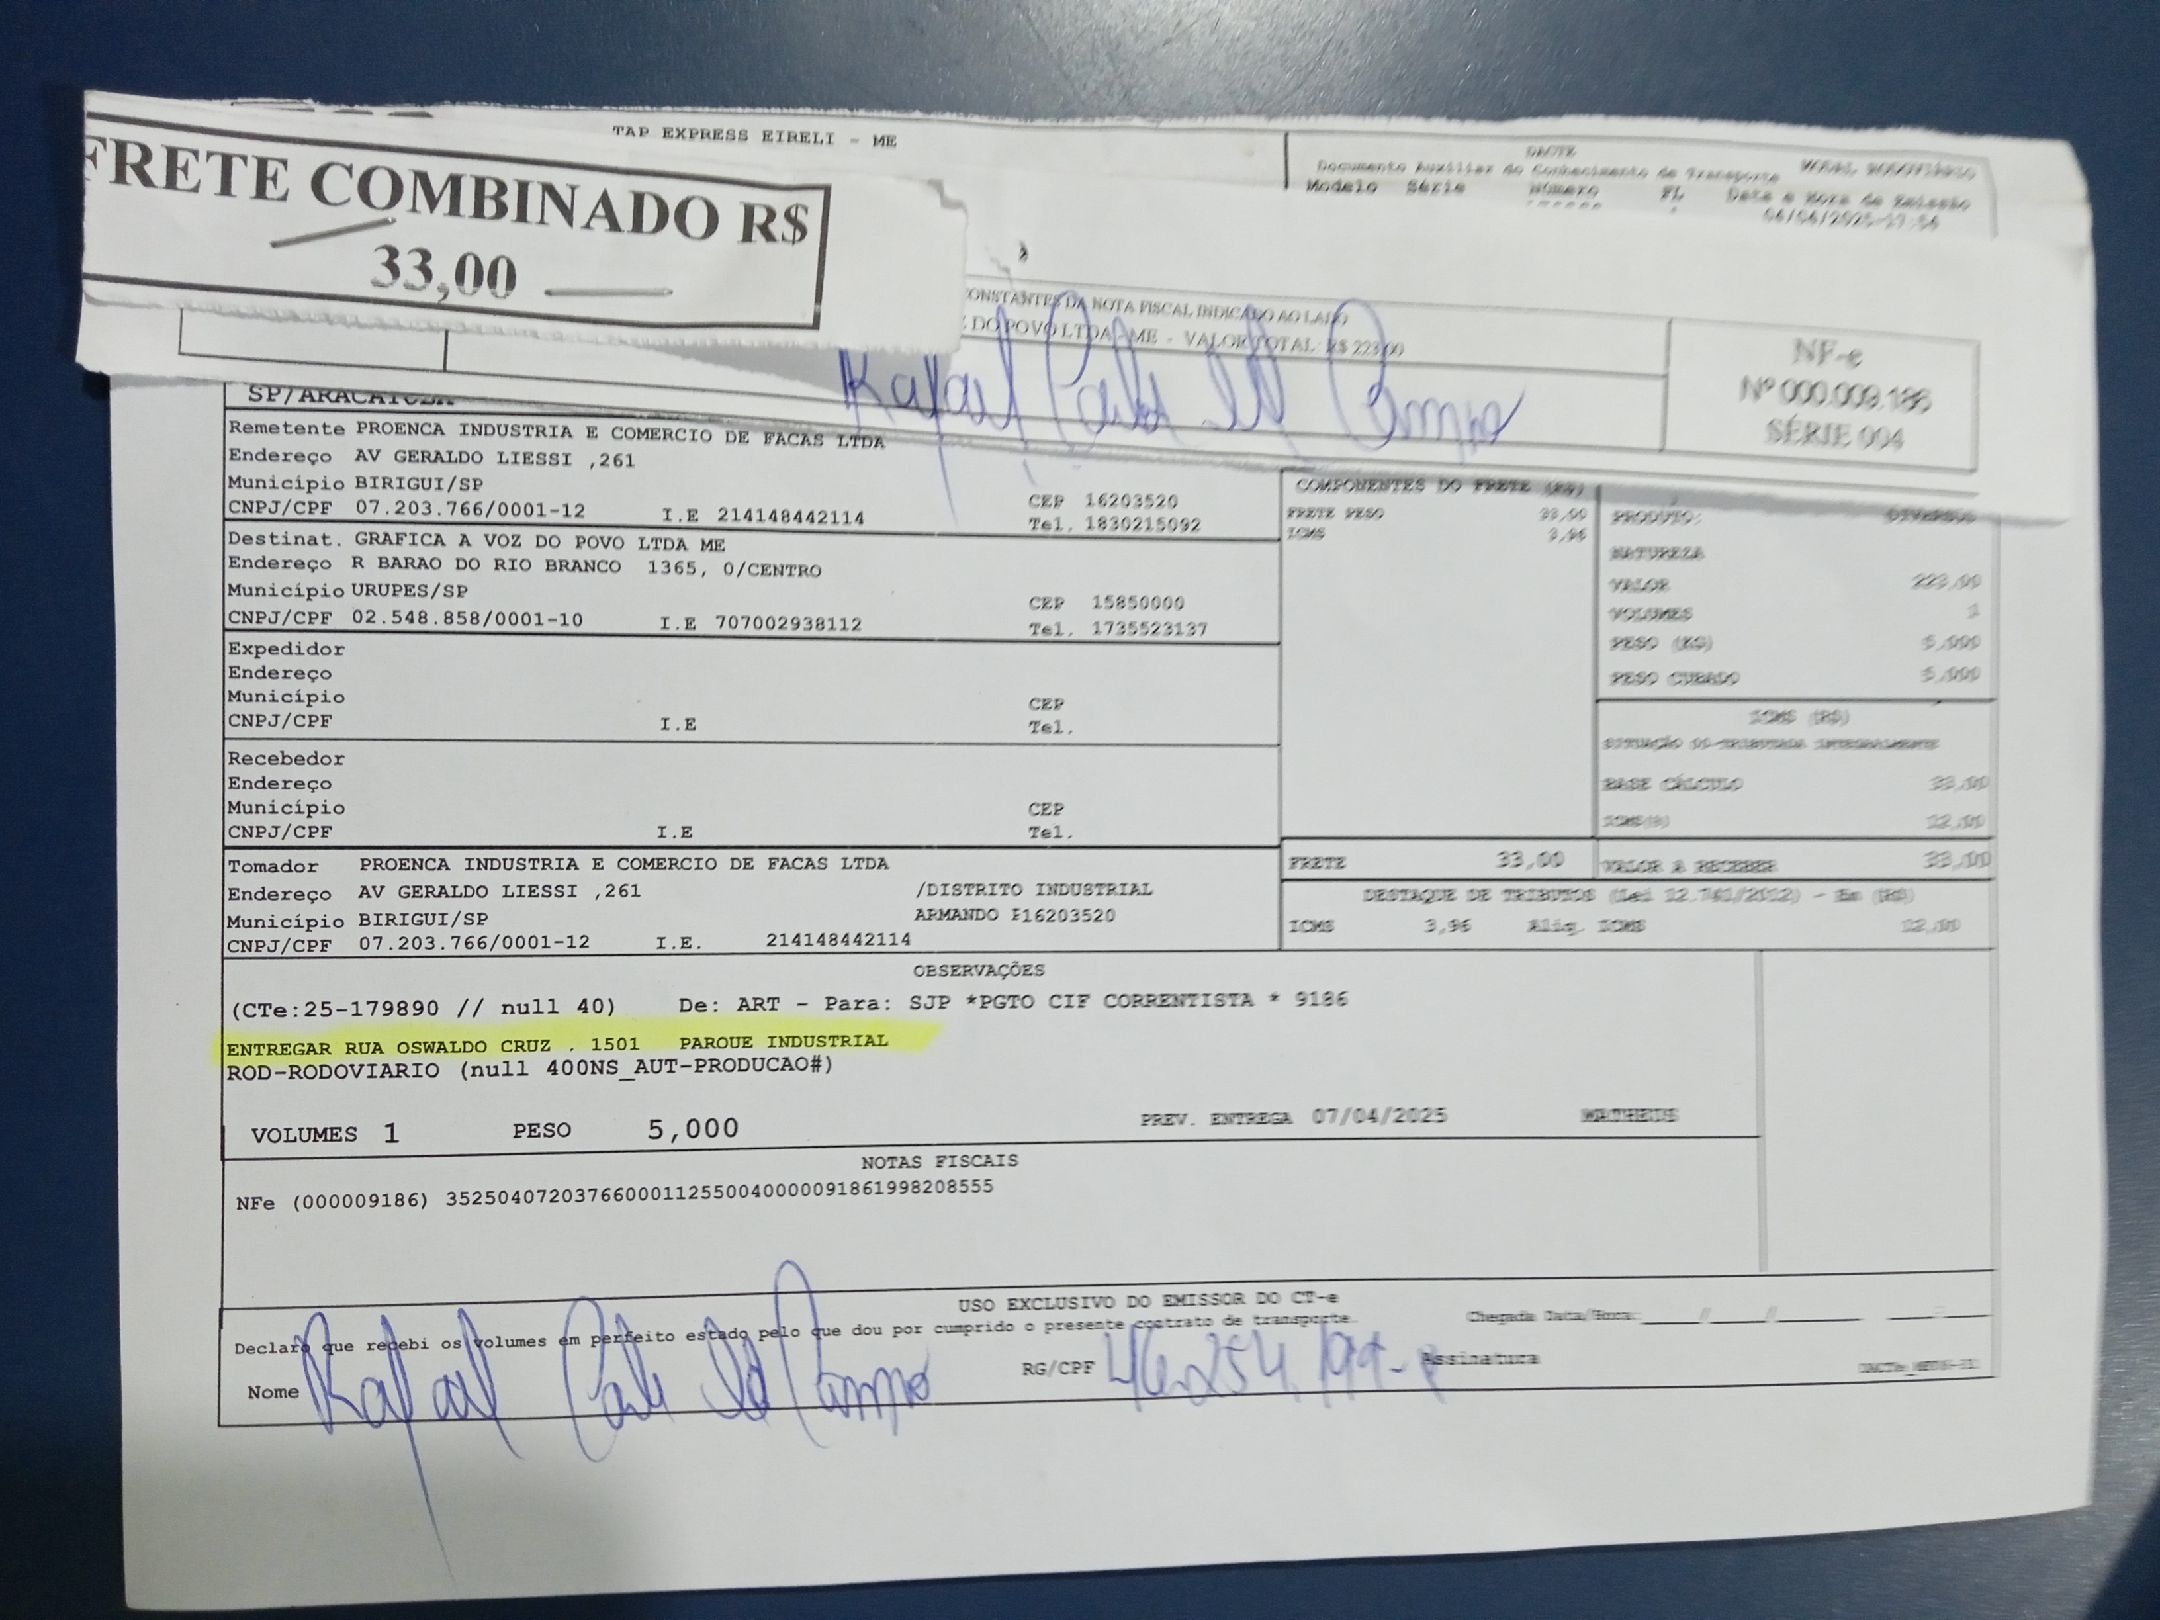 TAP EXPRESS EIRELI - ME
DACTE
Documento Auxiliar do Conhecimento de Transporte
Modelo Série Número FL Data e Hora de Emissão
FRETE COMBINADO R$
33,00
CONSTANTES DA NOTA FISCAL INDICADO AO LADO
DO POVO LTDA - ME - VALOR TOTAL: R$ 223,00
Rafael
NF-e
Nº 000.009.186
SÉRIE 004
SP/ARACATUBA
Remetente PROENCA INDUSTRIA E COMERCIO DE FACAS LTDA
Endereço AV GERALDO LIESSI ,261
Município BIRIGUI/SP
CEP 16203520
CNPJ/CPF 07.203.766/0001-12 I.E 214148442114 Tel. 1830215092
Destinat. GRAFICA A VOZ DO POVO LTDA ME
Endereço R BARAO DO RIO BRANCO 1365, 0/CENTRO
Município URUPES/SP
CEP 15850000
CNPJ/CPF 02.548.858/0001-10 I.E 707002938112 Tel. 1735523137
Expedidor
Endereço
Município CEP
CNPJ/CPF I.E Tel.
Recebedor
Endereço
Município CEP
CNPJ/CPF I.E Tel.
Tomador PROENCA INDUSTRIA E COMERCIO DE FACAS LTDA
Endereço AV GERALDO LIESSI ,261 /DISTRITO INDUSTRIAL
Município BIRIGUI/SP ARMANDO P16203520
CNPJ/CPF 07.203.766/0001-12 I.E. 214148442114
COMPONENTES DO FRETE (R$)
FRETE PESO 33,00
ICMS 3,96
PRODUTO: DIVERSOS
NATUREZA
VALOR 223,00
VOLUMES 1
PESO (KG) 5,000
PESO CUBADO 5,000
ICMS (R$)
SITUAÇÃO 00-TRIBUTADA INTEGRALMENTE
BASE CÁLCULO 33,00
ICMS(%) 12,00
FRETE 33,00 VALOR A RECEBER 33,00
DESTAQUE DE TRIBUTOS (Lei 12.741/2012) - Em (R$)
ICMS 3,96 Aliq. ICMS 12,00
OBSERVAÇÕES
(CTe:25-179890 // null 40) De: ART - Para: SJP *PGTO CIF CORRENTISTA * 9186
ENTREGAR RUA OSWALDO CRUZ . 1501 PARQUE INDUSTRIAL
ROD-RODOVIARIO (null 400NS_AUT-PRODUCAO#)
VOLUMES 1 PESO 5,000 PREV. ENTREGA 07/04/2025 MATHEUS
NOTAS FISCAIS
NFe (000009186) 35250407203766000112550040000091861998208555
USO EXCLUSIVO DO EMISSOR DO CT-e
Declaro que recebi os volumes em perfeito estado pelo que dou por cumprido o presente contrato de transporte.
Chegada Data/Hora: __/__/__
Nome Rafael
RG/CPF
Assinatura